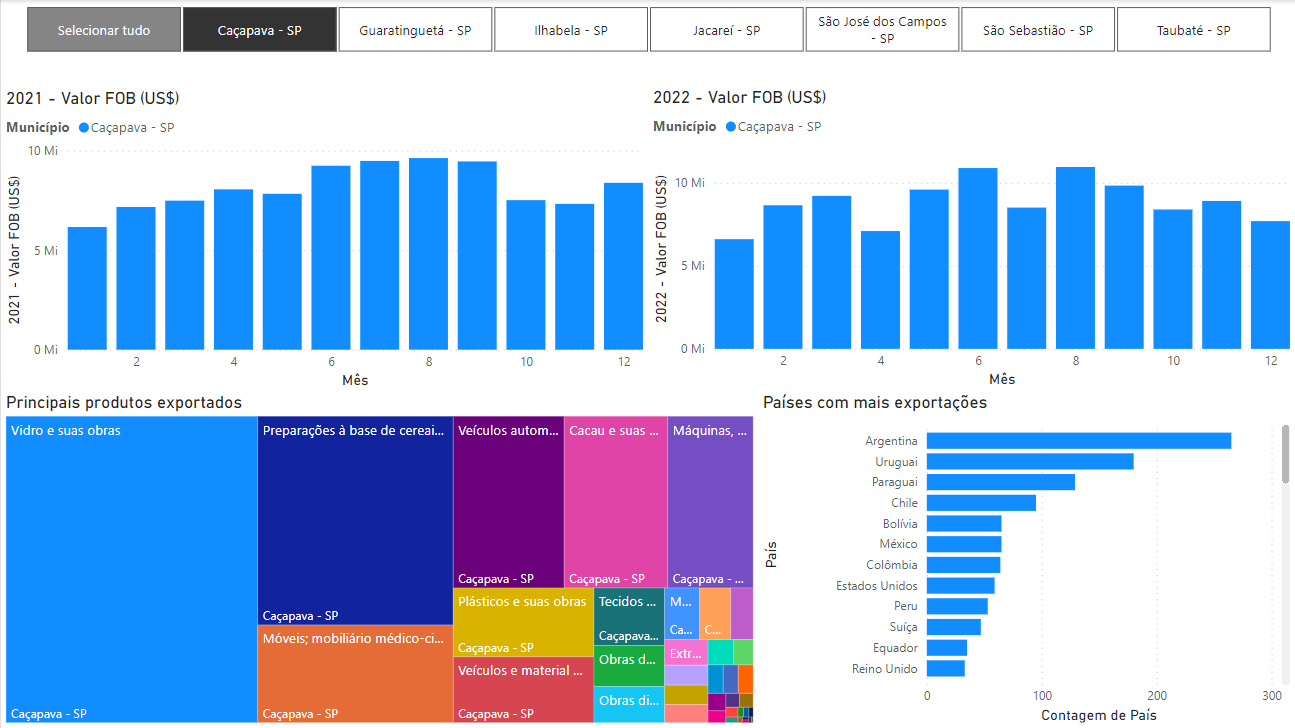 Selecionar tudo
Caçapava - SP
Guaratinguetá - SP
Ilhabela - SP
Jacareí - SP
São José dos Campos
- SP
São Sebastião - SP
Taubaté - SP
2021 - Valor FOB (US$)
Município Caçapava - SP
10 Mi
5 Mi
0 Mi
2021 - Valor FOB (US$)
2 4 6 8 10 12
Mês
2022 - Valor FOB (US$)
Município Caçapava - SP
10 Mi
5 Mi
0 Mi
2022 - Valor FOB (US$)
2 4 6 8 10 12
Mês
Principais produtos exportados
Vidro e suas obras
Caçapava - SP
Preparações à base de cereai...
Caçapava - SP
Móveis; mobiliário médico-ci...
Caçapava - SP
Veículos autom...
Caçapava - SP
Cacau e suas ...
Caçapava - SP
Máquinas, ...
Caçapava - ...
Plásticos e suas obras
Caçapava - SP
Veículos e material ...
Caçapava - SP
Tecidos ...
Caçapava...
Obras d...
Obras di...
M...
Ca...
C...
Extr...
Países com mais exportações
País
Argentina
Uruguai
Paraguai
Chile
Bolívia
México
Colômbia
Estados Unidos
Peru
Suíça
Equador
Reino Unido
0 100 200 300
Contagem de País